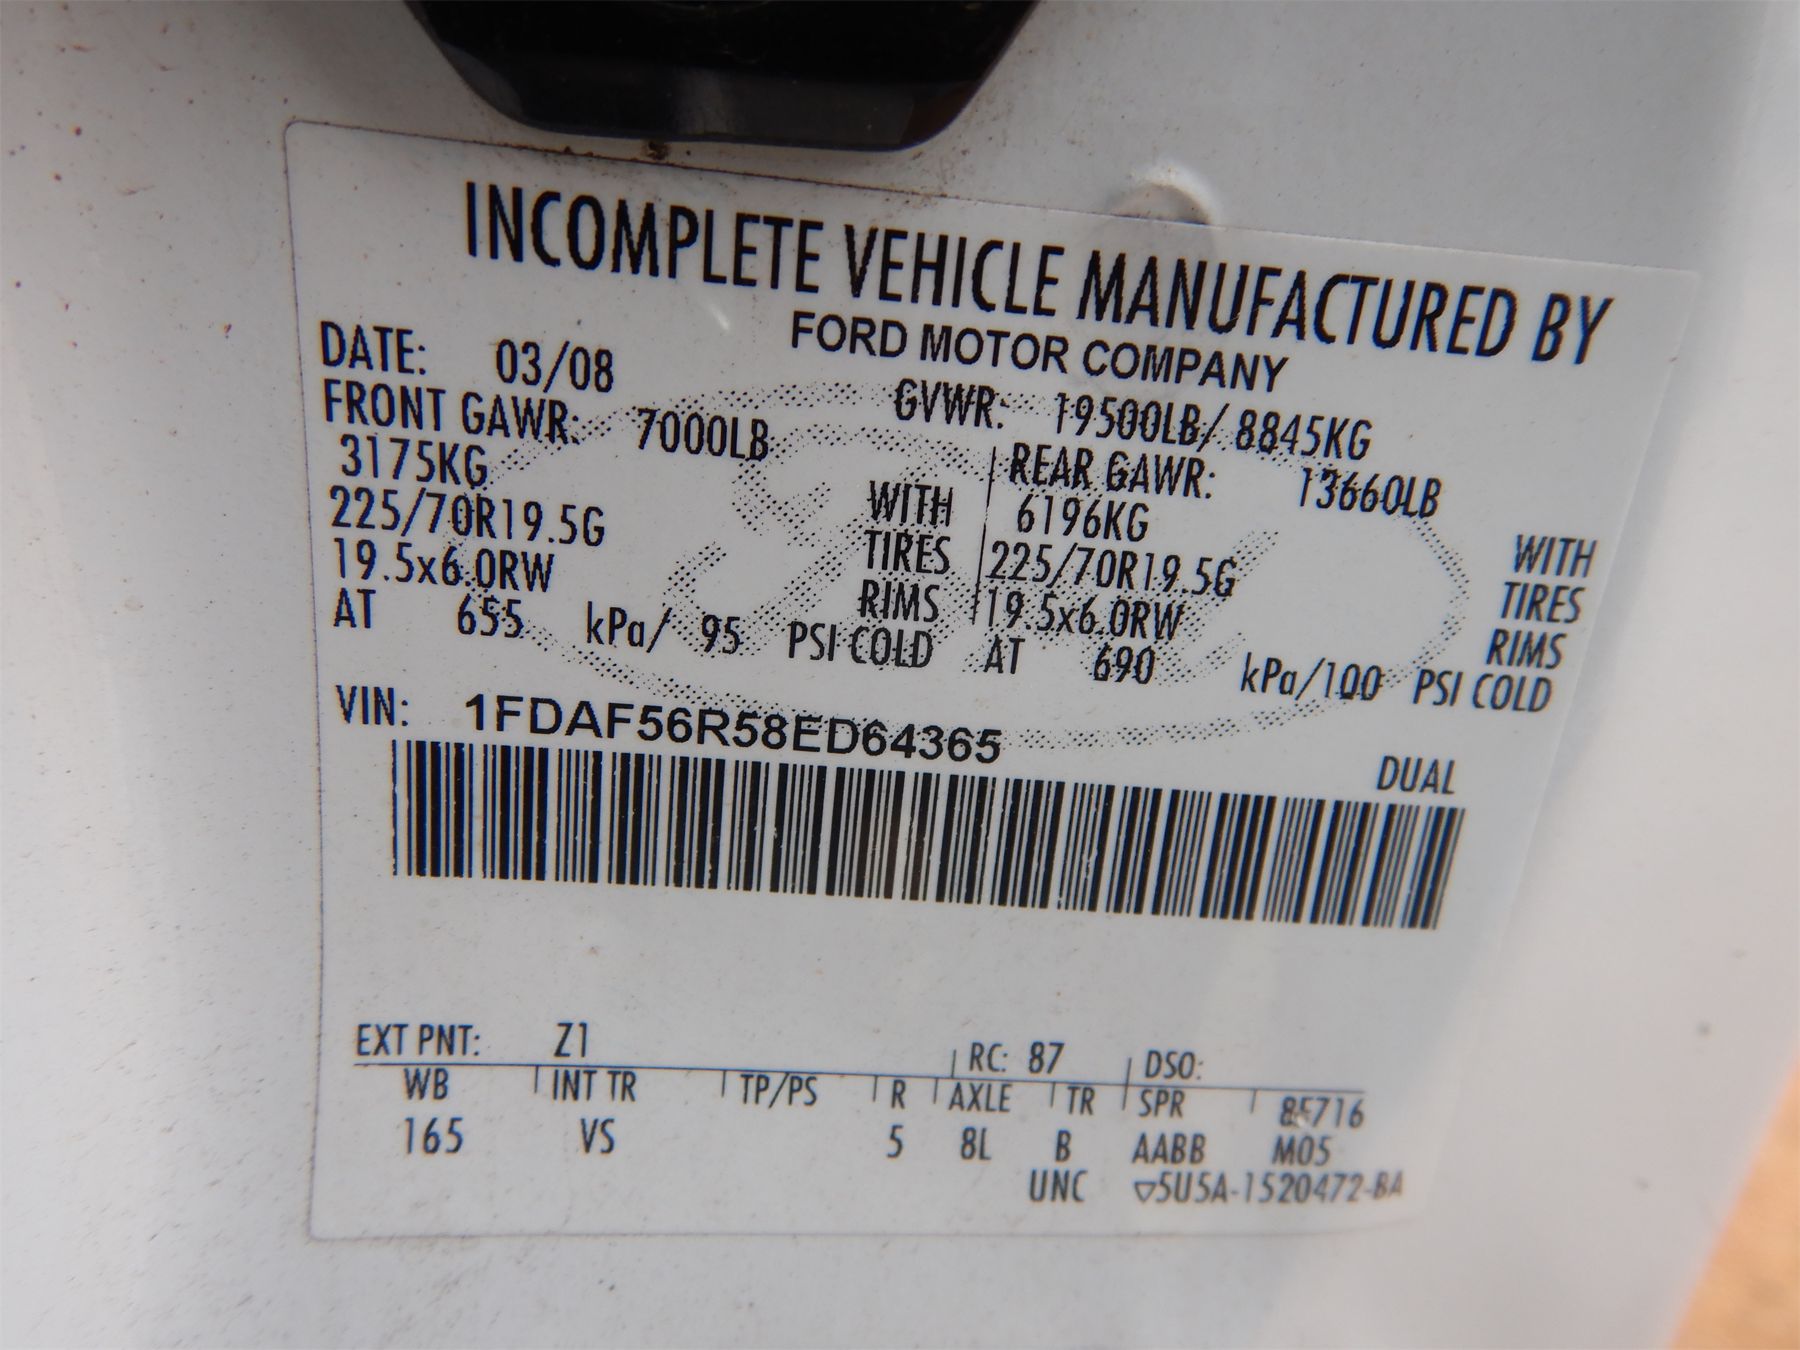 INCOMPLETE VEHICLE MANUFACTURED BY
FORD MOTOR COMPANY
DATE: 03/08 GVWR: 19500LB/ 8845KG
FRONT GAWR: 7000LB REAR GAWR: 13660LB
3175KG WITH 6196KG WITH
225/70R19.5G TIRES 225/70R19.5G TIRES
19.5x6.0RW RIMS 19.5x6.0RW RIMS
AT 655 kPa/ 95 PSI COLD AT 690 kPa/100 PSI COLD
VIN: 1FDAF56R58ED64365
DUAL
EXT PNT: Z1 RC: 87 DSO:
WB INT TR TP/PS R AXLE TR SPR
165 VS 5 8L B AABB M05
UNC ▽5U5A-1520472-BA